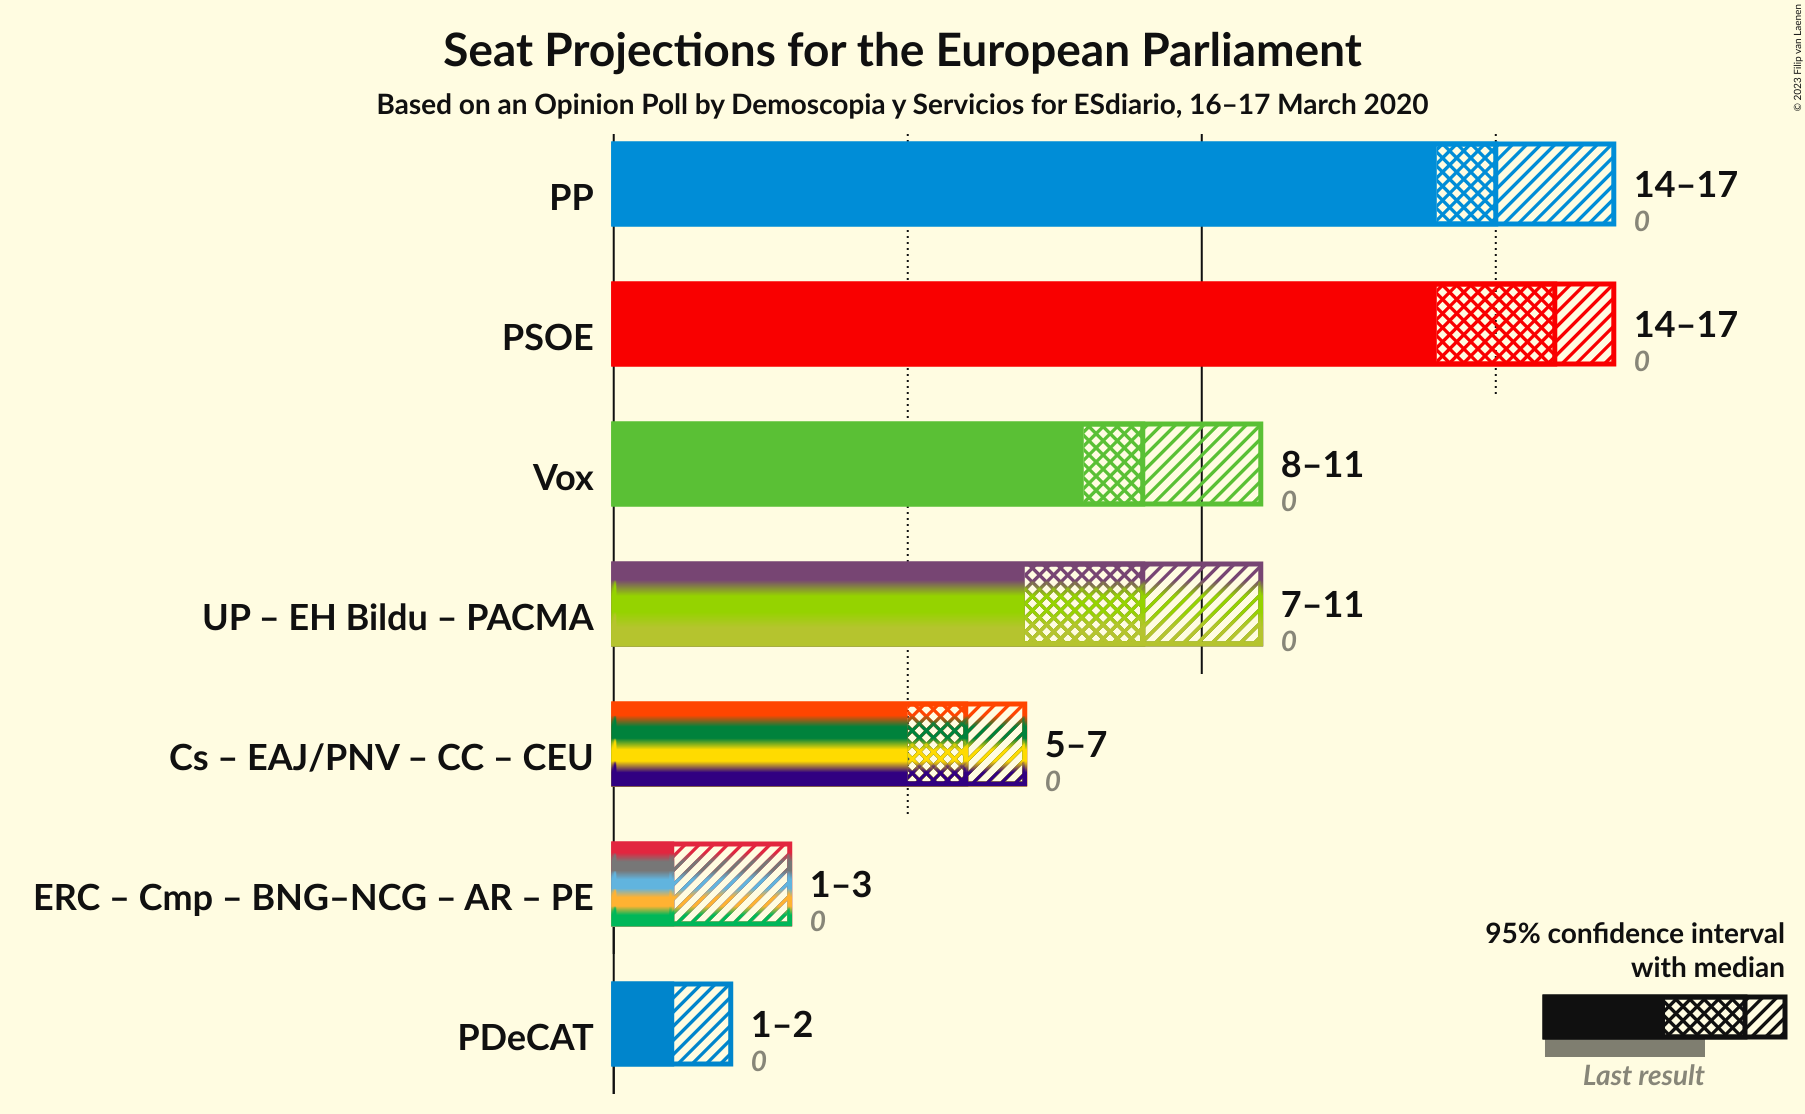 Seat Projections for the European Parliament
Based on an Opinion Poll by Demoscopia y Servicios for ESdiario, 16–17 March 2020
© 2023 Filip van Laenen
PP
14–17
0
PSOE
14–17
0
Vox
8–11
0
UP – EH Bildu – PACMA
7–11
0
Cs – EAJ/PNV – CC – CEU
5–7
0
ERC – Cmp – BNG–NCG – AR – PE
1–3
0
PDeCAT
1–2
0
95% confidence interval
with median
Last result